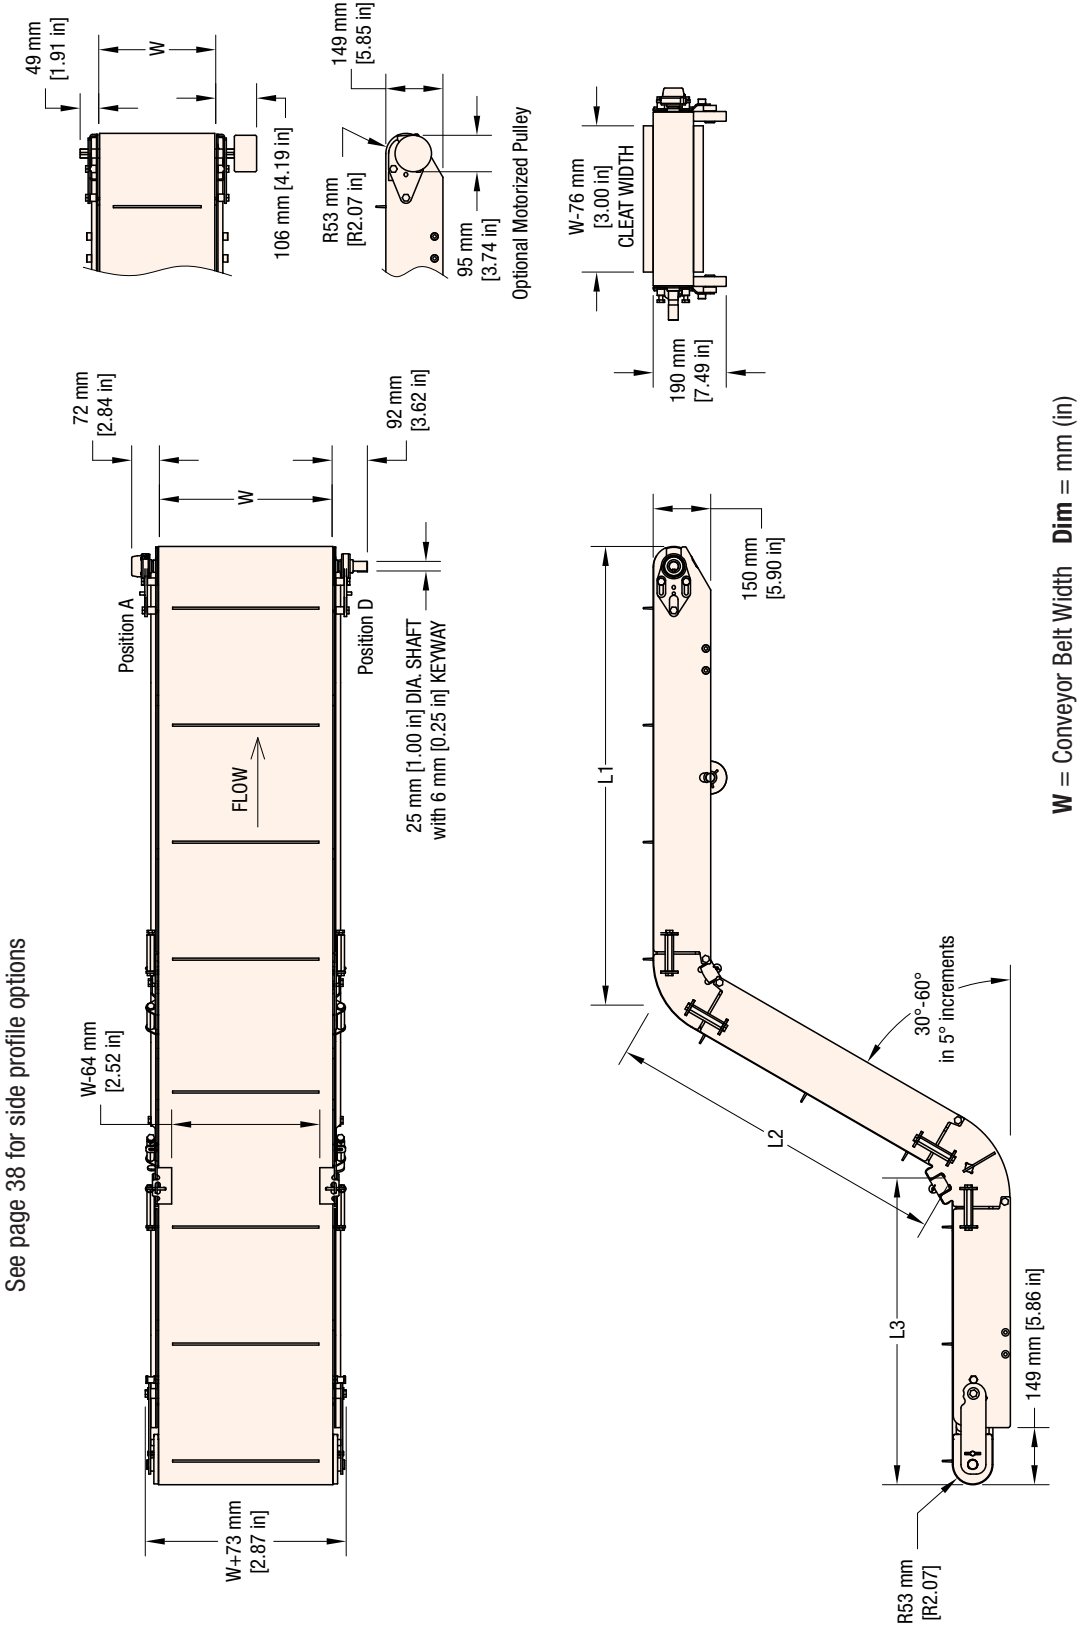 See page 38 for side profile options
W+73 mm
[2.87 in]
W-64 mm
[2.52 in]
FLOW
Position A
Position D
72 mm
[2.84 in]
W
92 mm
[3.62 in]
25 mm [1.00 in] DIA. SHAFT
with 6 mm [0.25 in] KEYWAY
49 mm
[1.91 in]
W
106 mm [4.19 in]
R53 mm
[R2.07 in]
149 mm
[5.85 in]
95 mm
[3.74 in]
Optional Motorized Pulley
R53 mm
[R2.07]
L3
149 mm [5.86 in]
L2
30°-60°
in 5° increments
L1
150 mm
[5.90 in]
W-76 mm
[3.00 in]
CLEAT WIDTH
190 mm
[7.49 in]
W = Conveyor Belt Width Dim = mm (in)